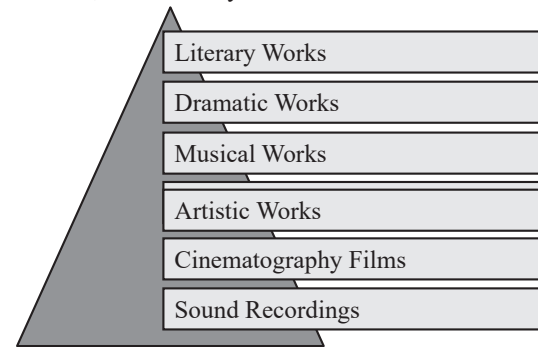 Literary Works
Dramatic Works
Musical Works
Artistic Works
Cinematography Films
Sound Recordings